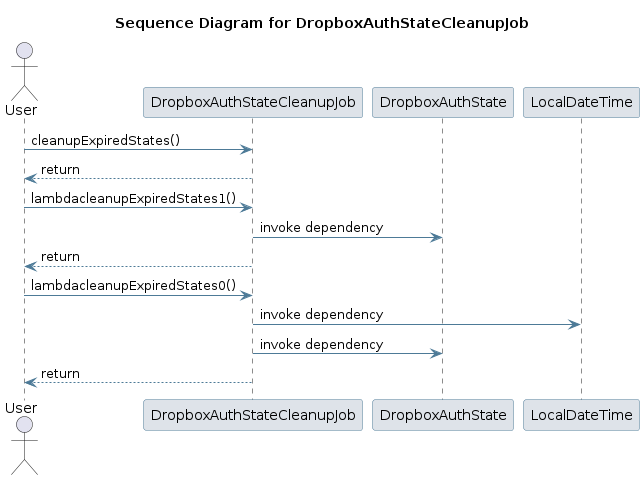 Sequence Diagram for DropboxAuthStateCleanupJob
User
DropboxAuthStateCleanupJob
DropboxAuthState
LocalDateTime
cleanupExpiredStates()
return
lambdacleanupExpiredStates1()
invoke dependency
return
lambdacleanupExpiredStates0()
invoke dependency
invoke dependency
return
User
DropboxAuthStateCleanupJob
DropboxAuthState
LocalDateTime